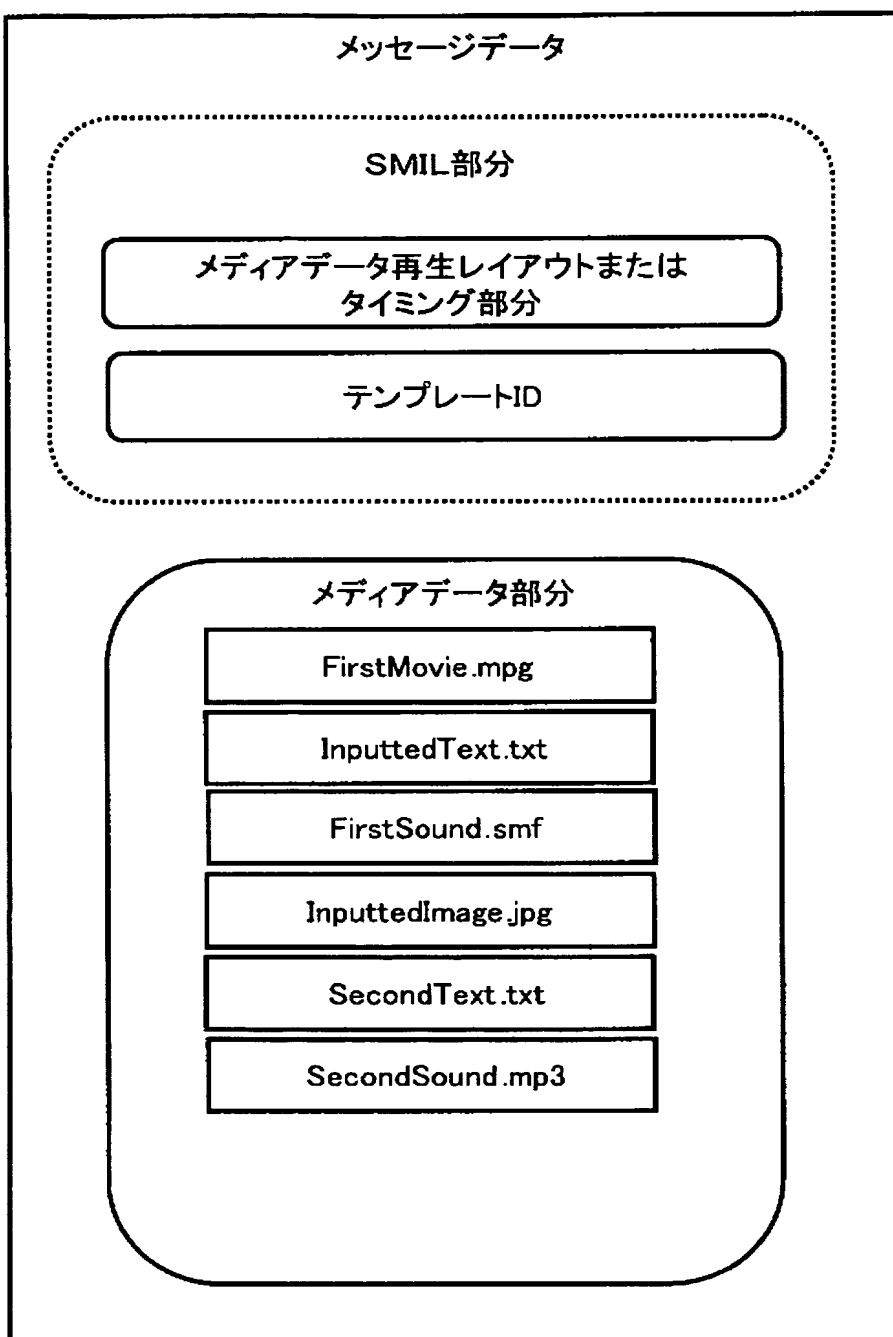 メッセージデータ
SMIL部分
メディアデータ再生レイアウトまたは
タイミング部分
テンプレートID
メディアデータ部分
FirstMovie.mpg
InputtedText.txt
FirstSound.smf
InputtedImage.jpg
SecondText.txt
SecondSound.mp3